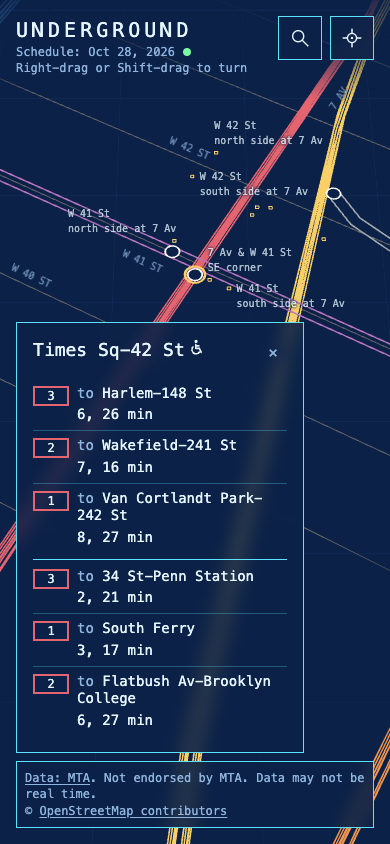 UNDERGROUND
Schedule: Oct 28, 2026
Right-drag or Shift-drag to turn
7 AV
W 42 St
north side at 7 Av
W 42 ST
W 42 St
south side at 7 Av
W 41 St
north side at 7 Av
7 Av & W 41 St
SE corner
W 41 ST
W 40 ST
W 41 St
south side at 7 Av
Times Sq-42 St
×
3 to Harlem-148 St
6, 26 min
2 to Wakefield-241 St
7, 16 min
1 to Van Cortlandt Park-
242 St
8, 27 min
3 to 34 St-Penn Station
2, 21 min
1 to South Ferry
3, 17 min
2 to Flatbush Av-Brooklyn
College
6, 27 min
Data: MTA. Not endorsed by MTA. Data may not be
real time.
© OpenStreetMap contributors